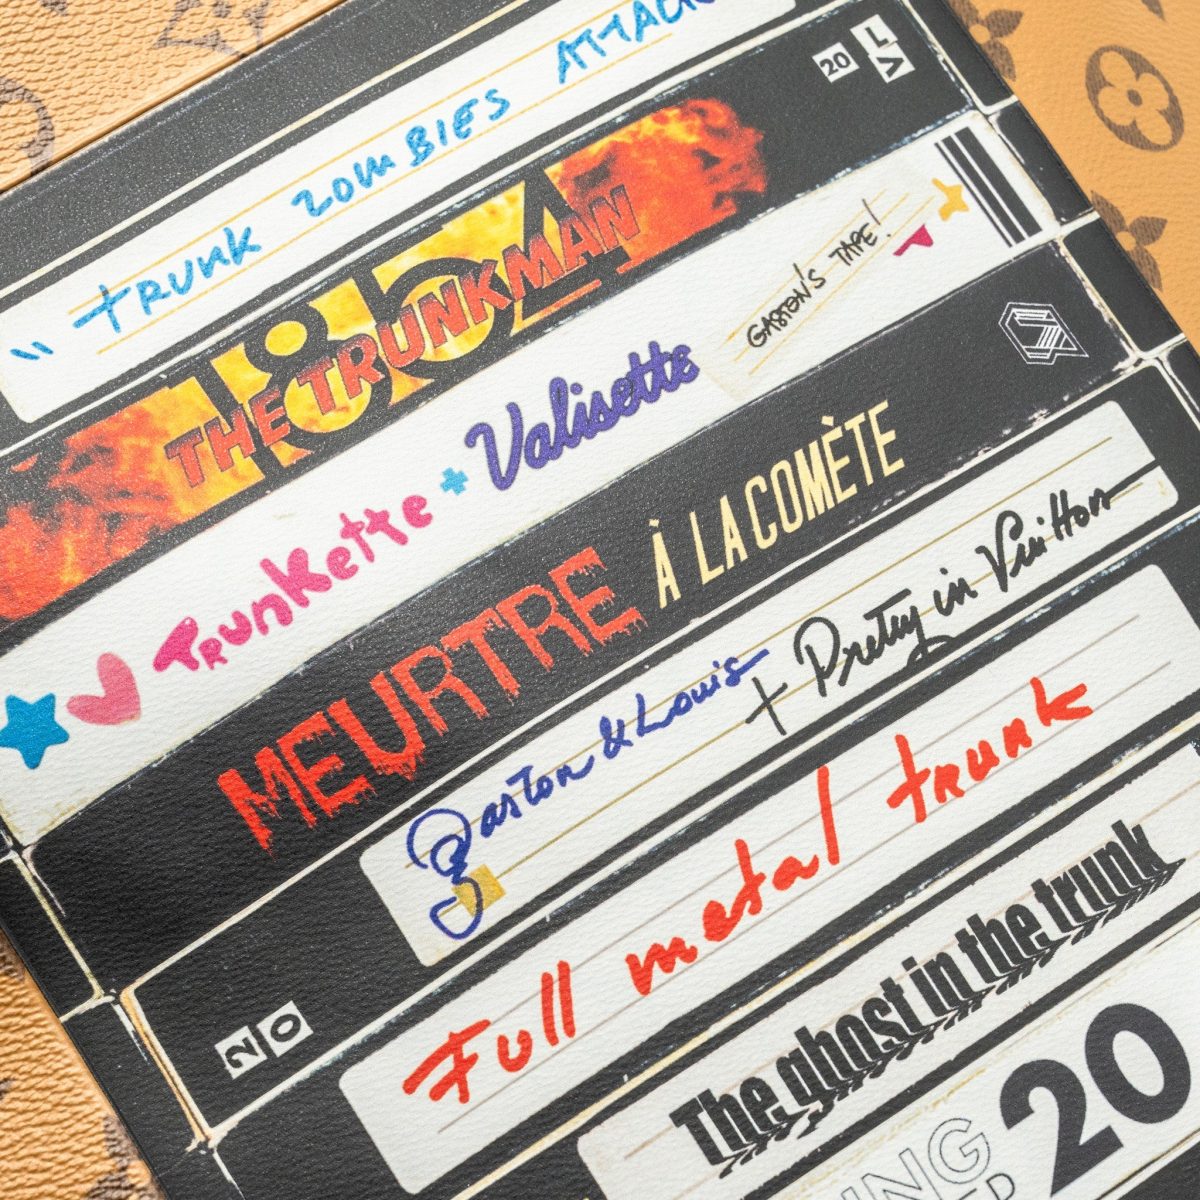 " trunk zombies attack
20
LV
1854
THE TRUNKMAN
Trunkette + Valisette
GASTON'S TAPE!
MEURTRE À LA COMÈTE
Gaston & Louis + Pretty in Vuitton
20
Full metal trunk
The ghost in the trunk
20